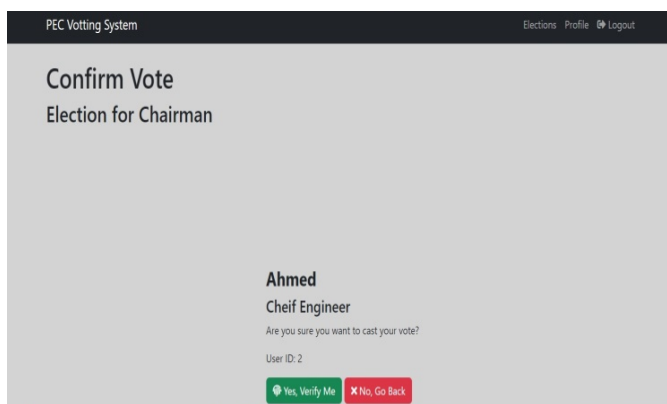 PEC Votting System
Elections Profile Logout
Confirm Vote
Election for Chairman
Ahmed
Cheif Engineer
Are you sure you want to cast your vote?
User ID: 2
Yes, Verify Me
No, Go Back